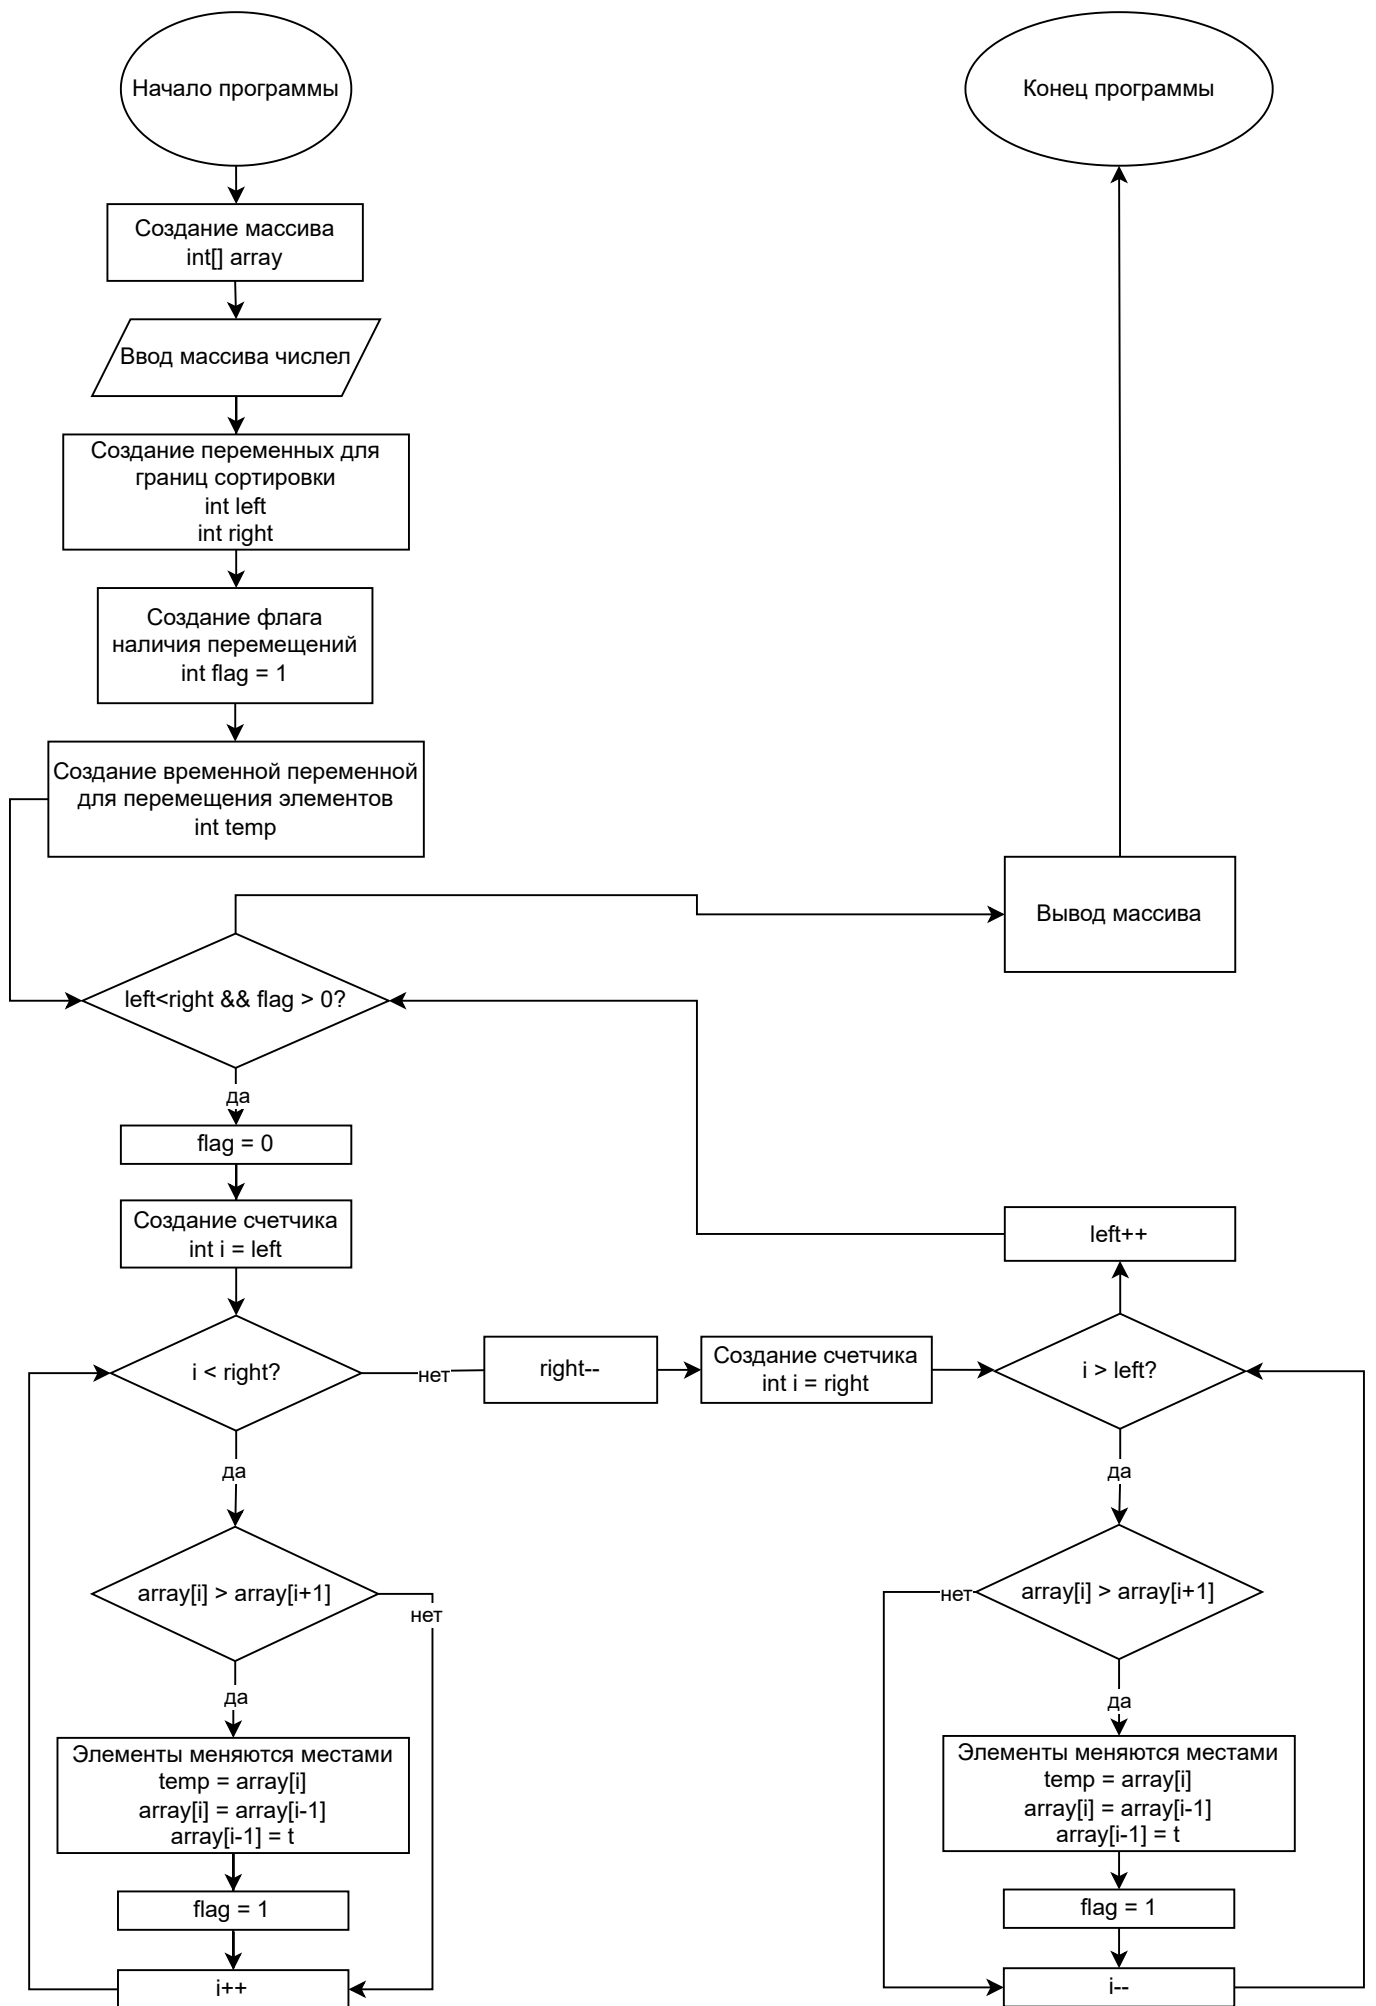 Начало программы
Конец программы
Создание массива
int[] array
Ввод массива числел
Создание переменных для
границ сортировки
int left
int right
Создание флага
наличия перемещений
int flag = 1
Создание временной переменной
для перемещения элементов
int temp
Вывод массива
left<right && flag > 0?
да
flag = 0
Создание счетчика
int i = left
left++
i < right?
нет
right--
Создание счетчика
int i = right
i > left?
да
да
array[i] > array[i+1]
нет
нет
array[i] > array[i+1]
да
да
Элементы меняются местами
temp = array[i]
array[i] = array[i-1]
array[i-1] = t
Элементы меняются местами
temp = array[i]
array[i] = array[i-1]
array[i-1] = t
flag = 1
flag = 1
i++
i--